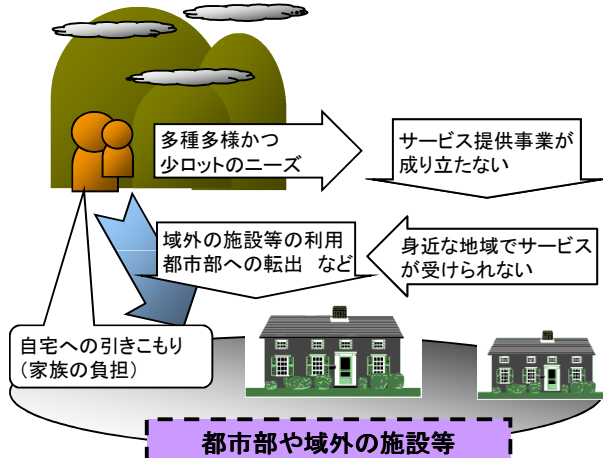 多種多様かつ
少ロットのニーズ
サービス提供事業が
成り立たない
身近な地域でサービス
が受けられない
域外の施設等の利用
都市部への転出 など
自宅への引きこもり
（家族の負担）
都市部や域外の施設等